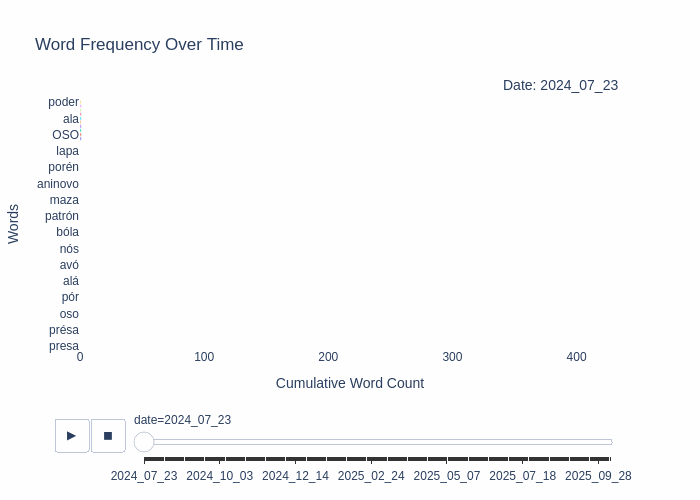 Word Frequency Over Time
Date: 2024_07_23
poder
ala
OSO
lapa
porén
aninovo
maza
patrón
bóla
nós
avó
alá
pór
oso
présa
presa
Words
0 100 200 300 400
Cumulative Word Count
date=2024_07_23
2024_07_23 2024_10_03 2024_12_14 2025_02_24 2025_05_07 2025_07_18 2025_09_28